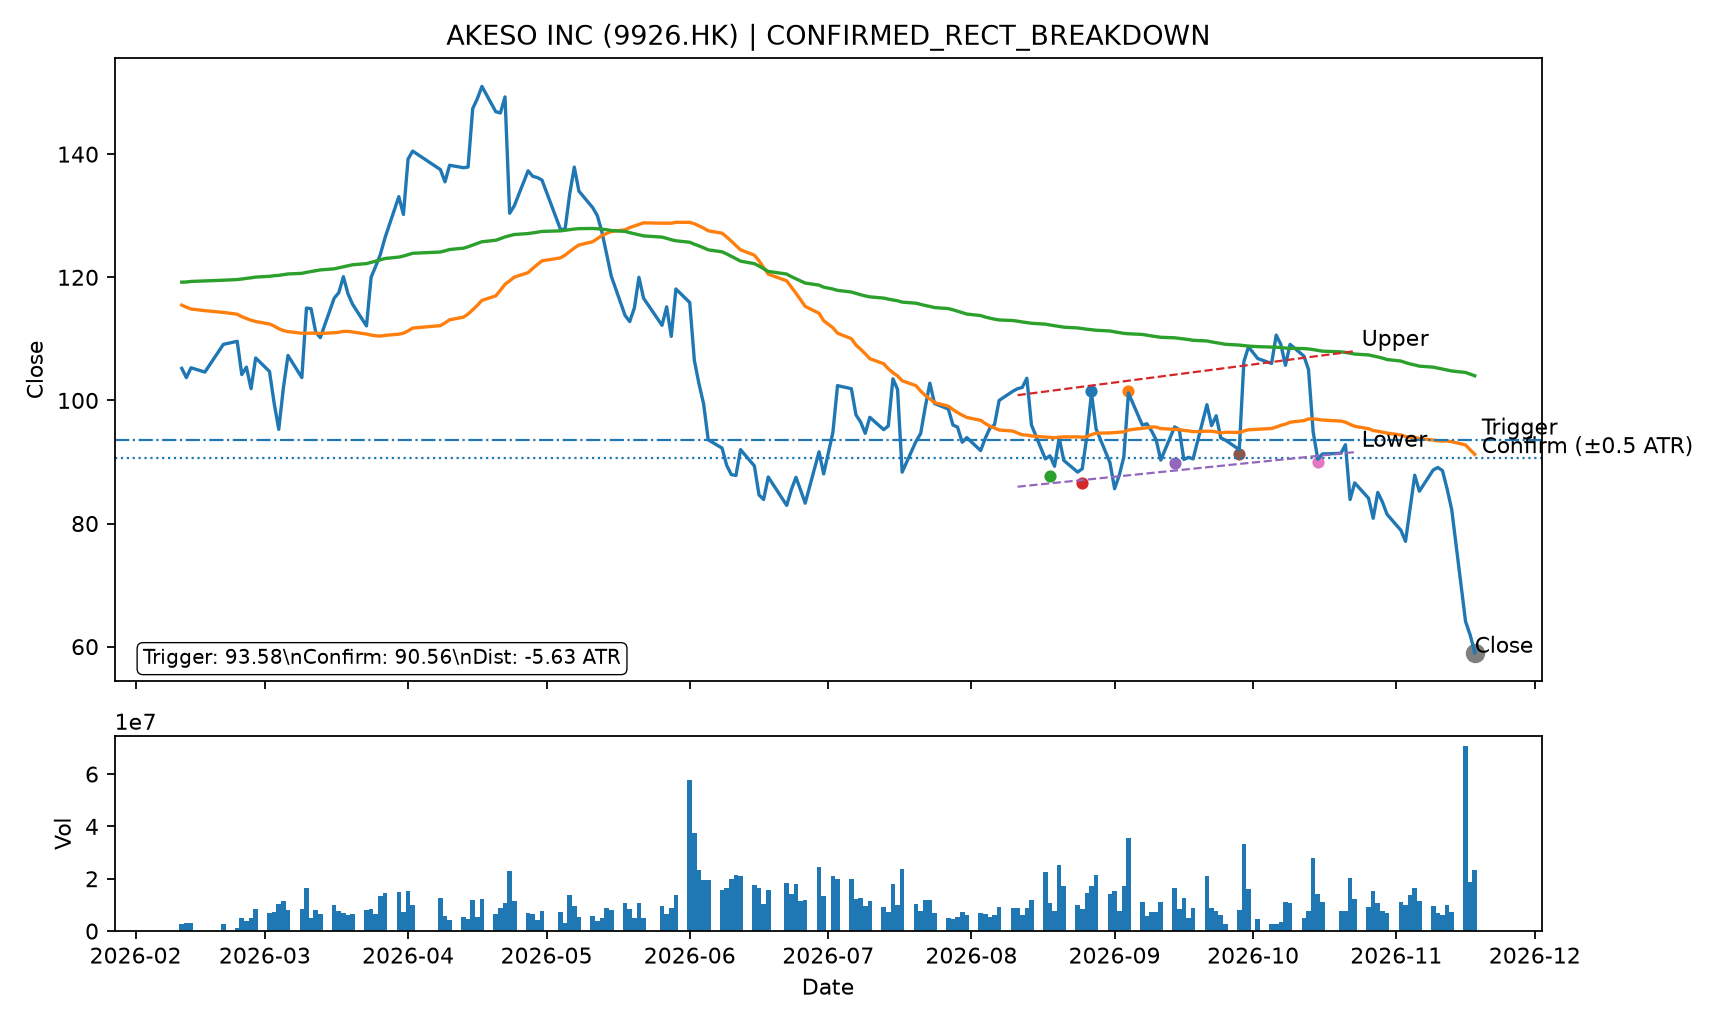 AKESO INC (9926.HK) | CONFIRMED_RECT_BREAKDOWN
Close
140
120
100
80
60
Upper
Lower
Trigger
Confirm (±0.5 ATR)
Close
Trigger: 93.58\nConfirm: 90.56\nDist: -5.63 ATR
1e7
Vol
6
4
2
0
2026-02 2026-03 2026-04 2026-05 2026-06 2026-07 2026-08 2026-09 2026-10 2026-11 2026-12
Date